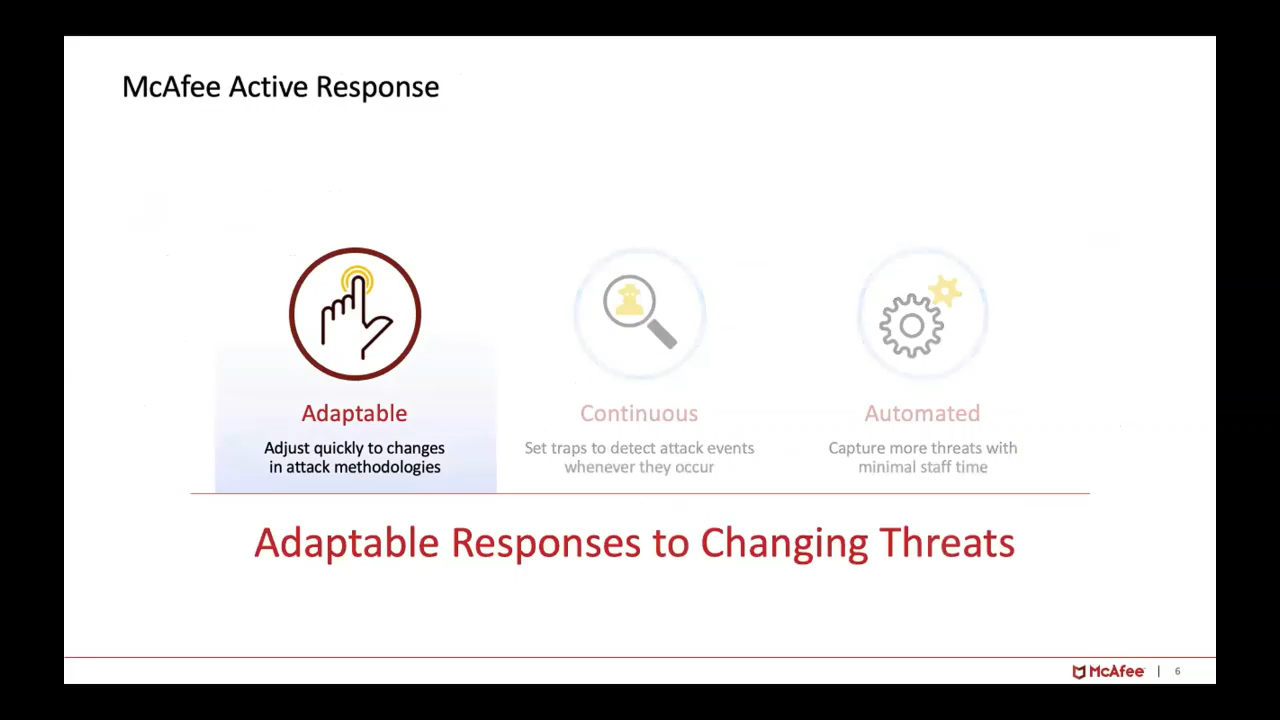 McAfee Active Response
Adaptable
Adjust quickly to changes
in attack methodologies
Continuous
Set traps to detect attack events
whenever they occur
Automated
Capture more threats with
minimal staff time
Adaptable Responses to Changing Threats
McAfee | 6